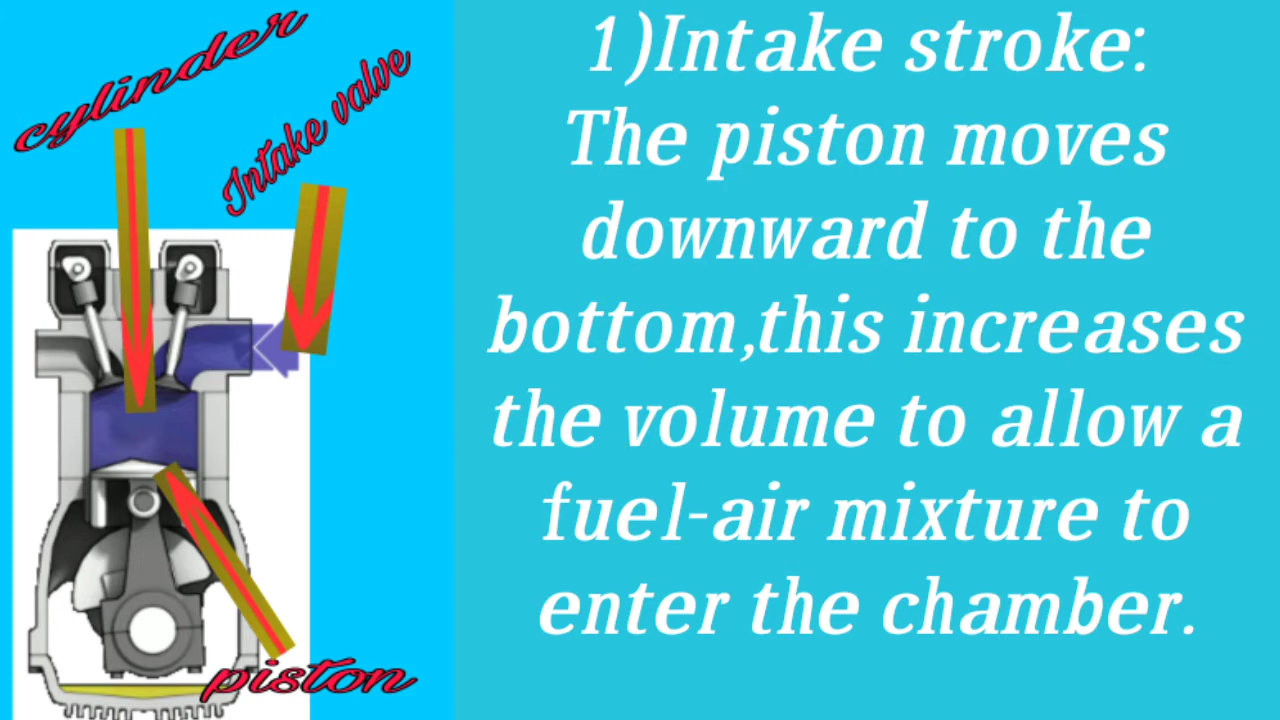 cylinder
Intake valve
piston
1)Intake stroke:
The piston moves
downward to the
bottom,this increases
the volume to allow a
fuel-air mixture to
enter the chamber.